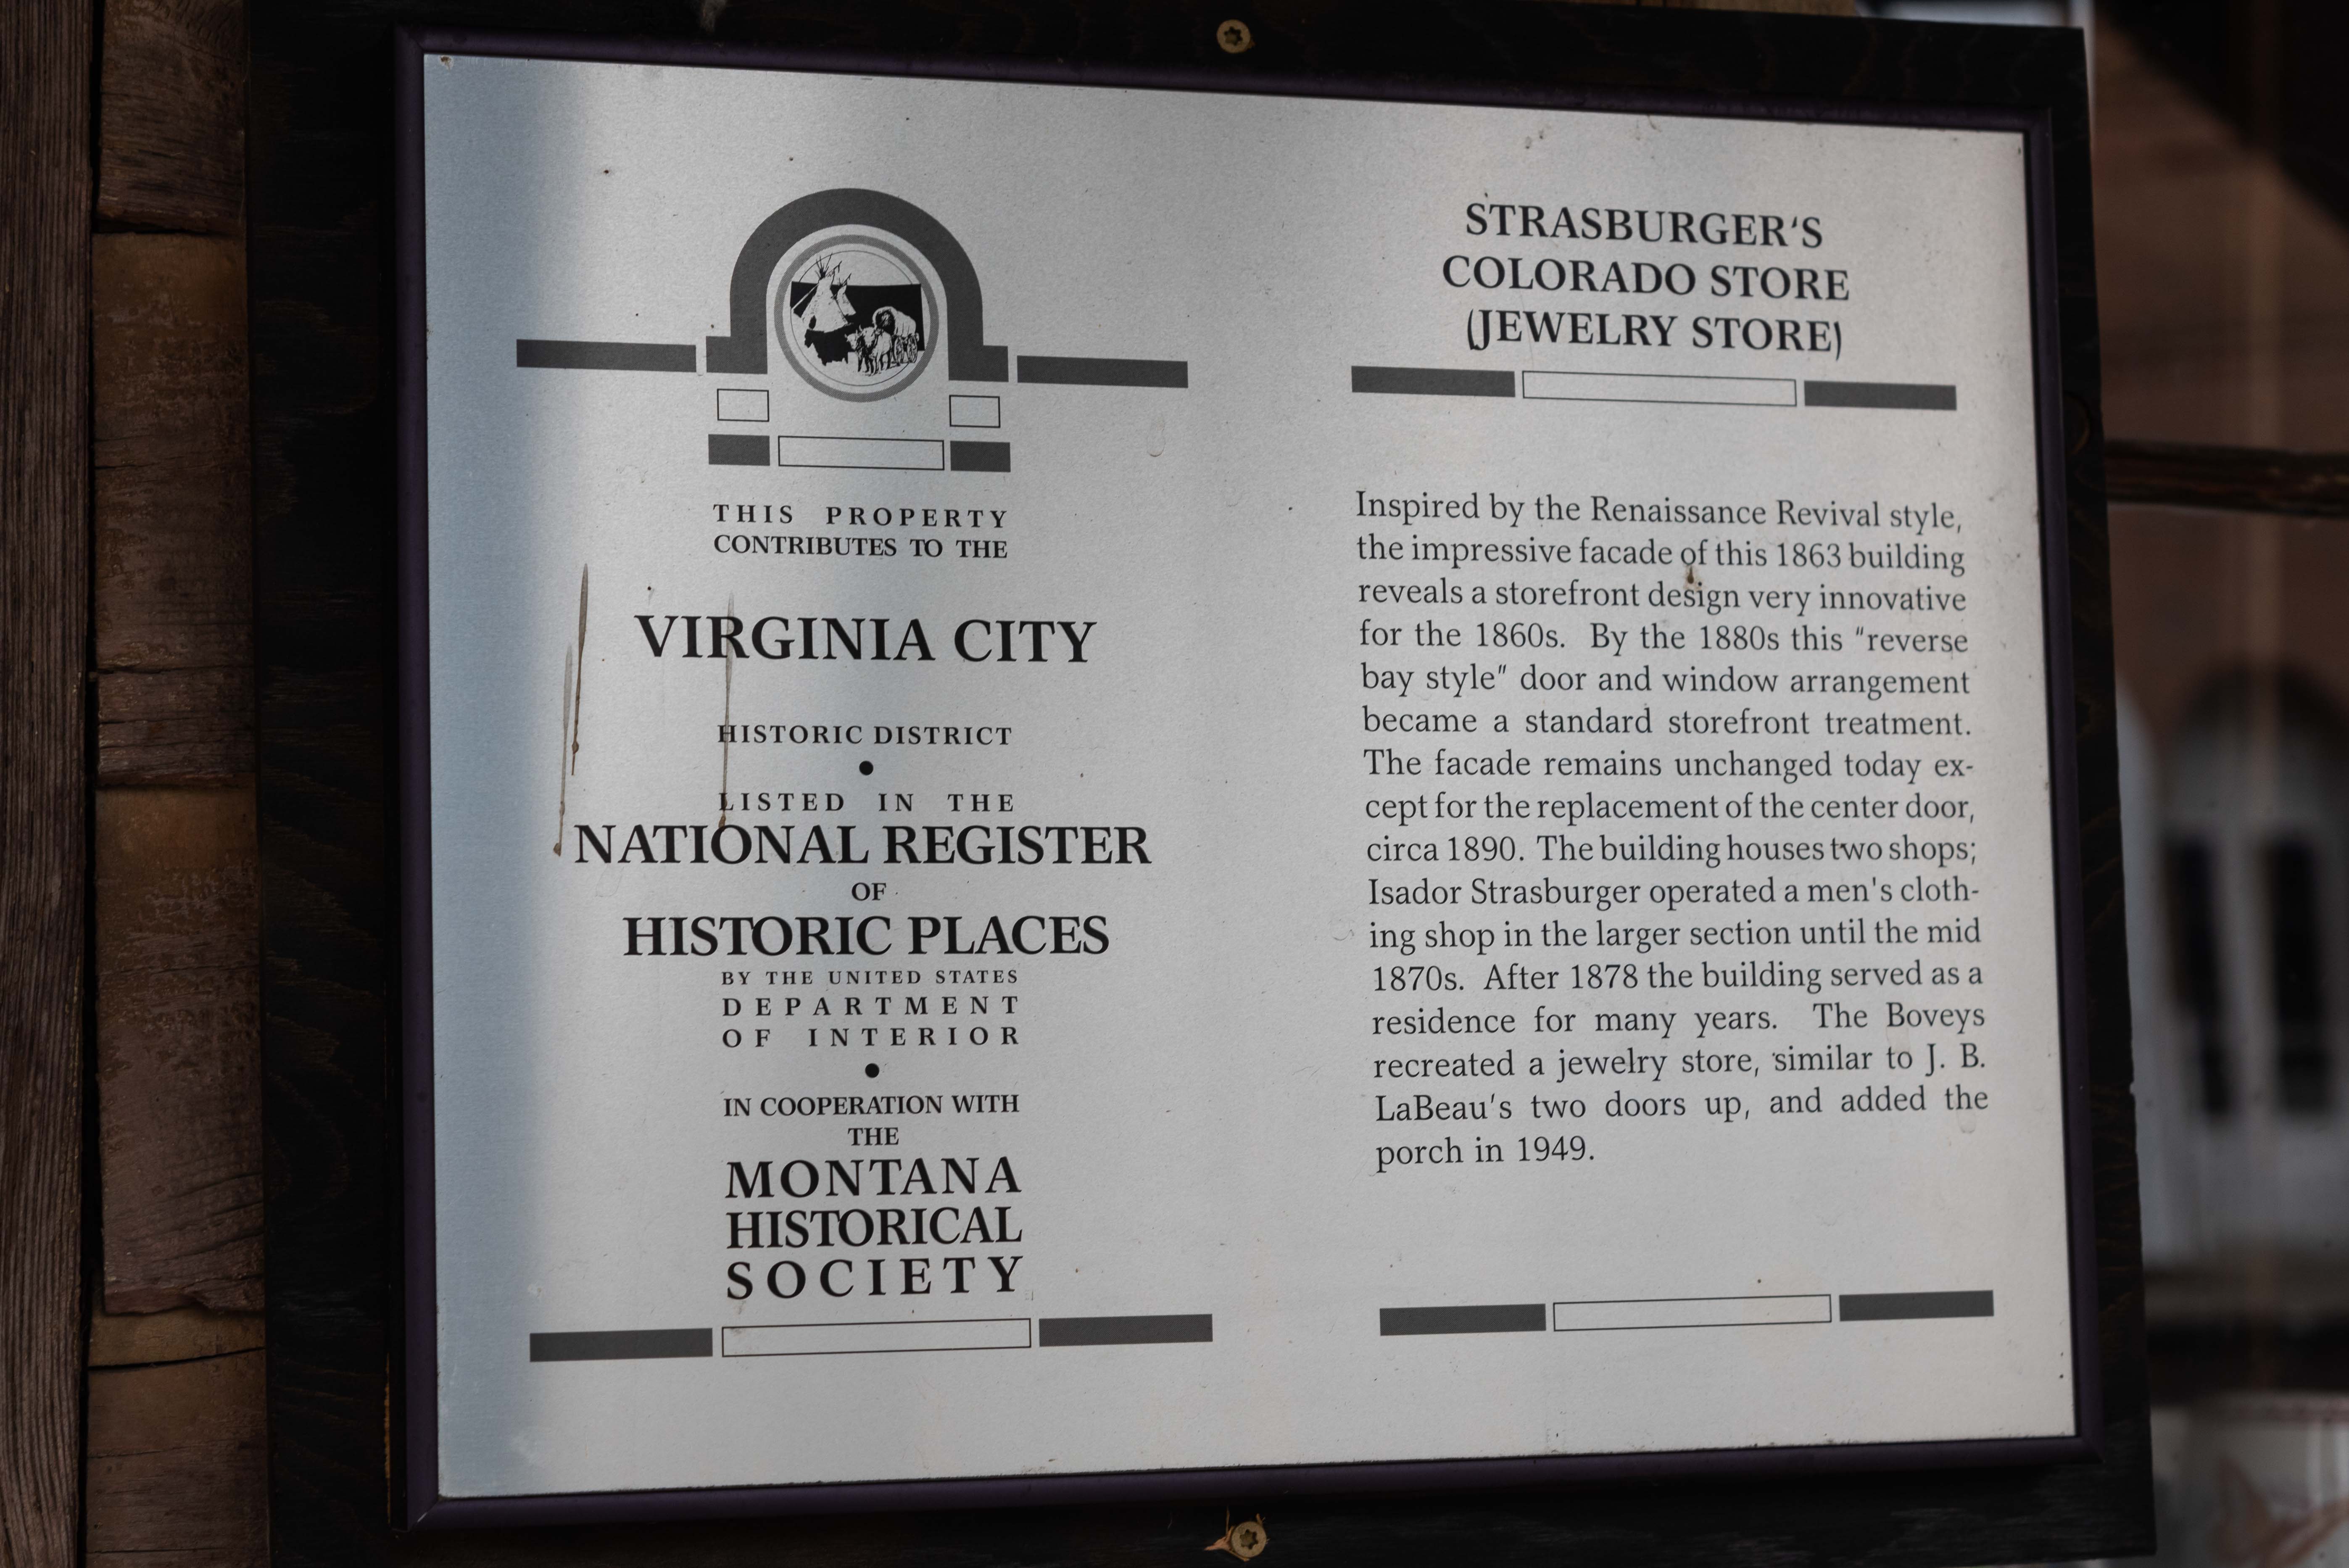 THIS PROPERTY
CONTRIBUTES TO THE
VIRGINIA CITY
HISTORIC DISTRICT
LISTED IN THE
NATIONAL REGISTER
OF
HISTORIC PLACES
BY THE UNITED STATES
DEPARTMENT
OF INTERIOR
IN COOPERATION WITH
THE
MONTANA
HISTORICAL
SOCIETY
STRASBURGER'S
COLORADO STORE
(JEWELRY STORE)
Inspired by the Renaissance Revival style,
the impressive facade of this 1863 building
reveals a storefront design very innovative
for the 1860s. By the 1880s this "reverse
bay style" door and window arrangement
became a standard storefront treatment.
The facade remains unchanged today ex-
cept for the replacement of the center door,
circa 1890. The building houses two shops;
Isador Strasburger operated a men's cloth-
ing shop in the larger section until the mid
1870s. After 1878 the building served as a
residence for many years. The Boveys
recreated a jewelry store, similar to J. B.
LaBeau's two doors up, and added the
porch in 1949.